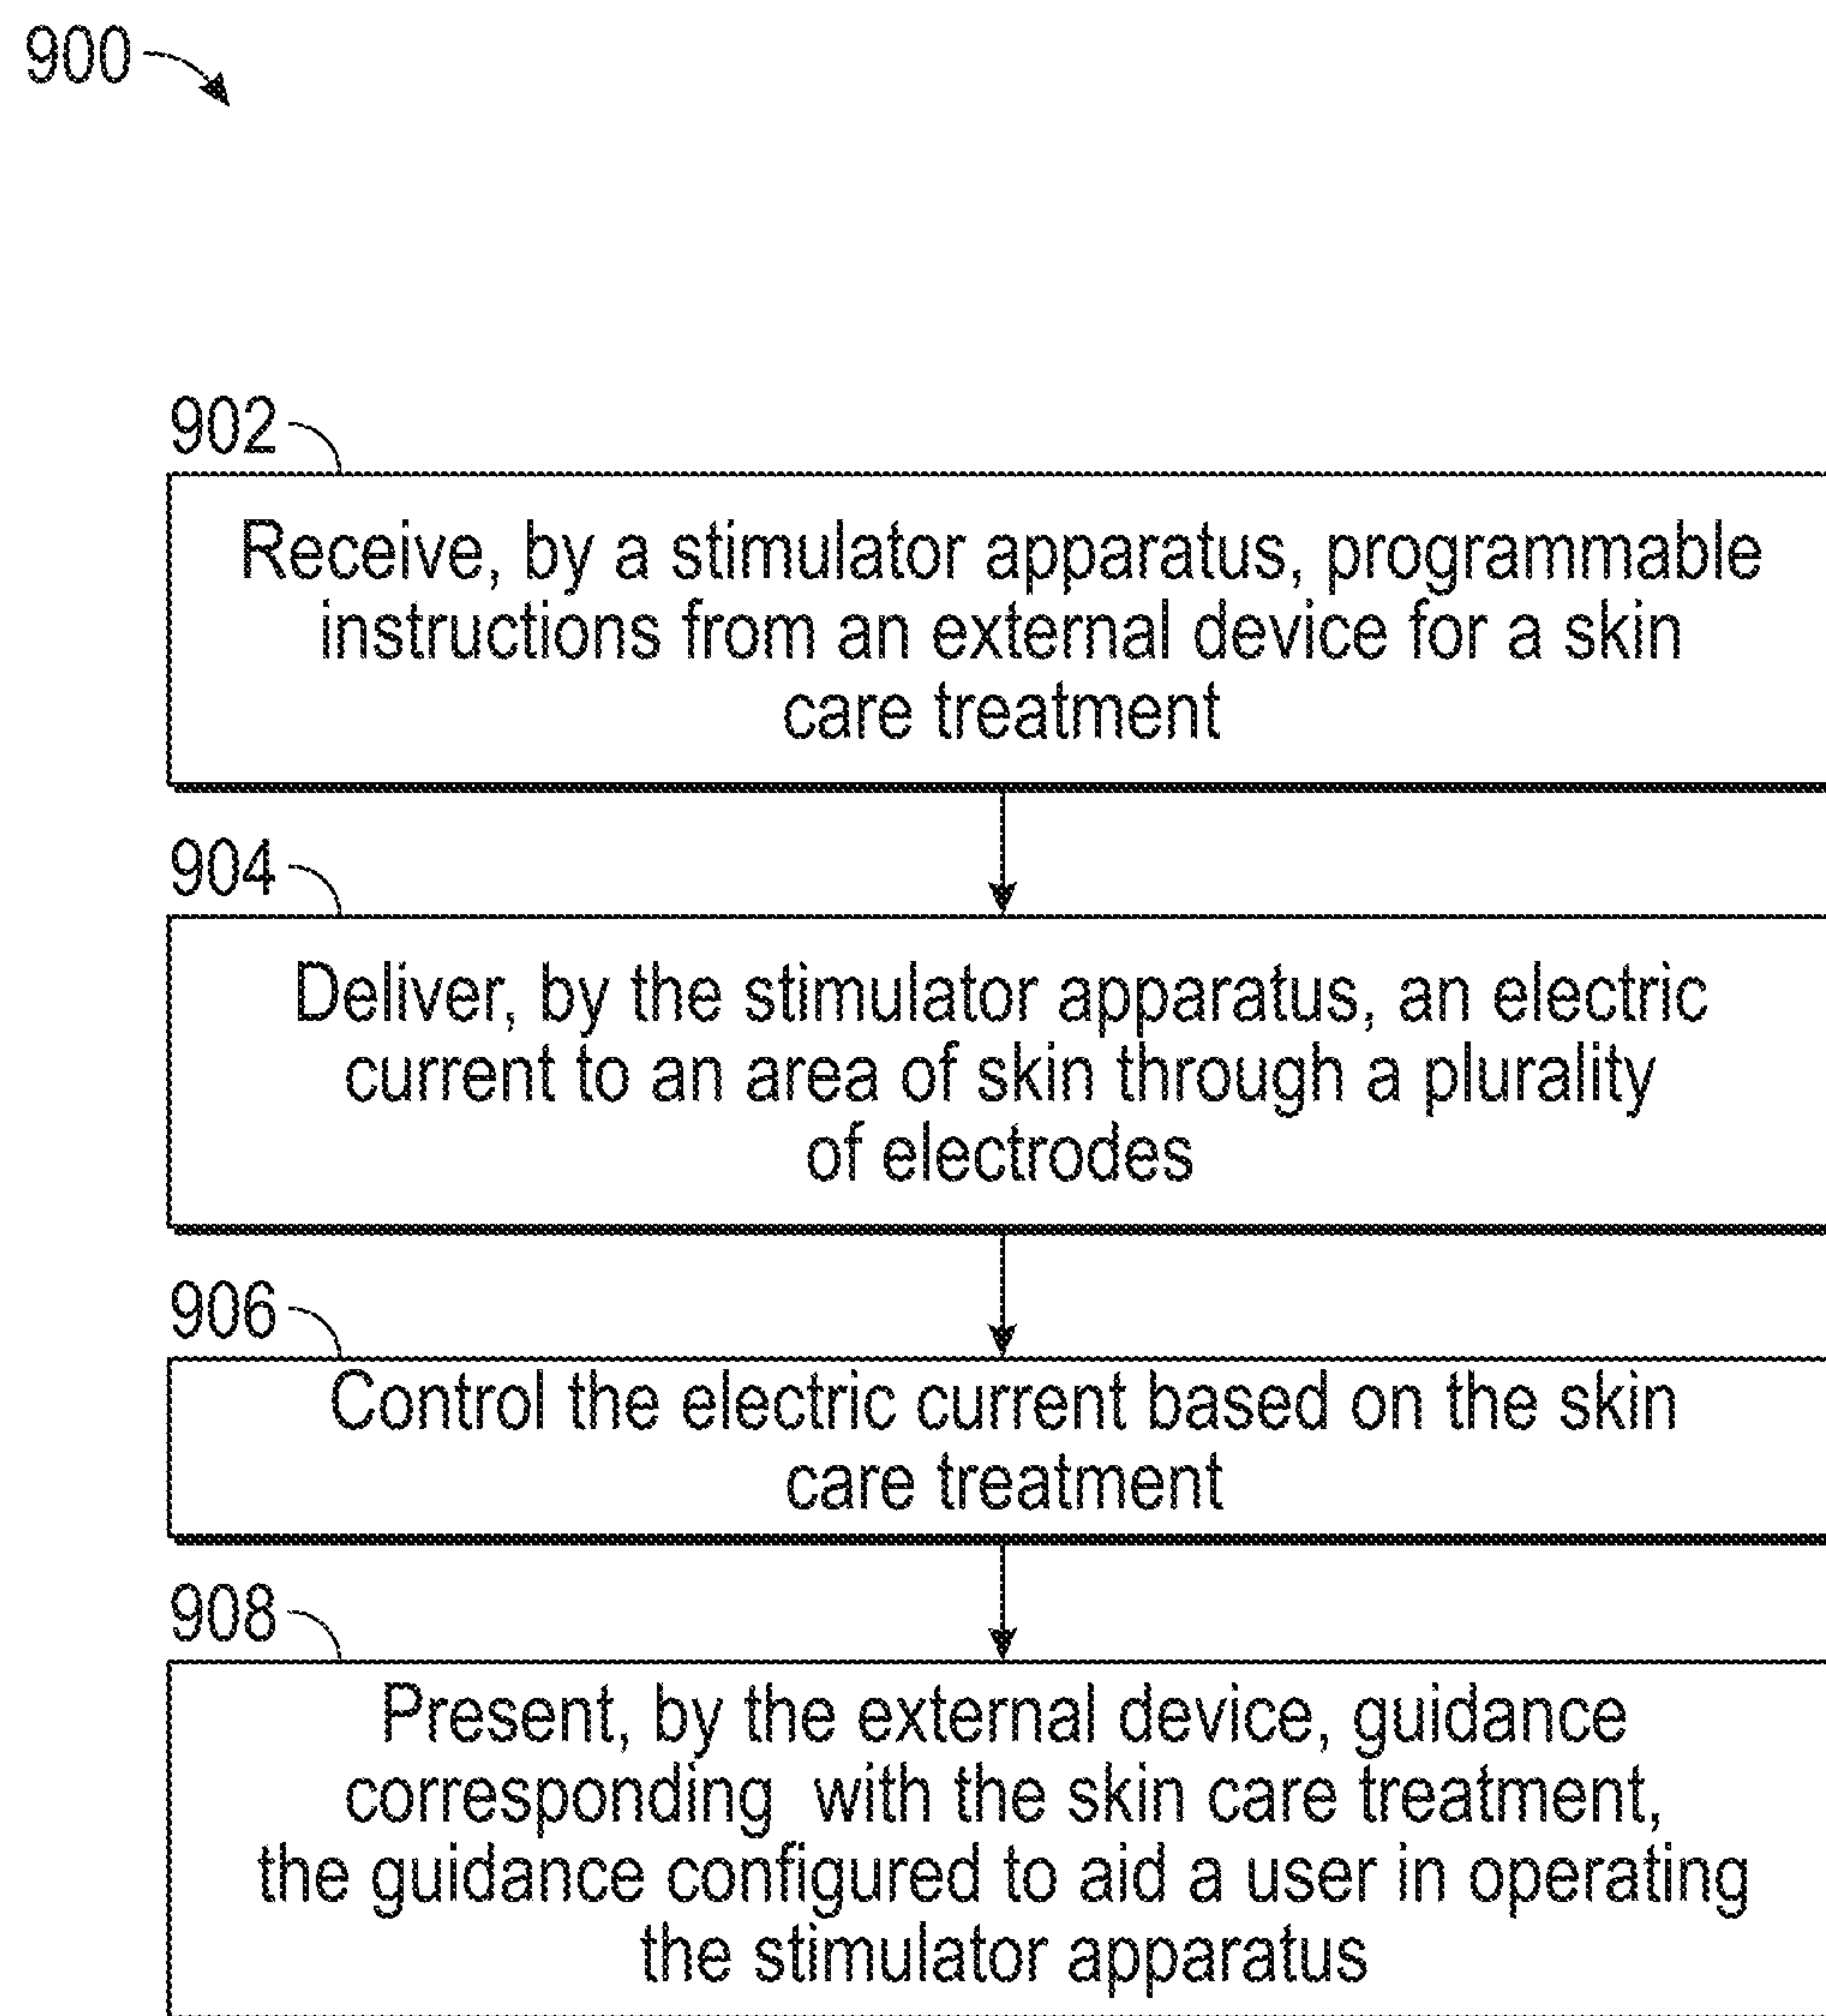 900
902
Receive, by a stimulator apparatus, programmable
instructions from an external device for a skin
care treatment
904
Deliver, by the stimulator apparatus, an electric
current to an area of skin through a plurality
of electrodes
906
Control the electric current based on the skin
care treatment
908
Present, by the external device, guidance
corresponding with the skin care treatment,
the guidance configured to aid a user in operating
the stimulator apparatus